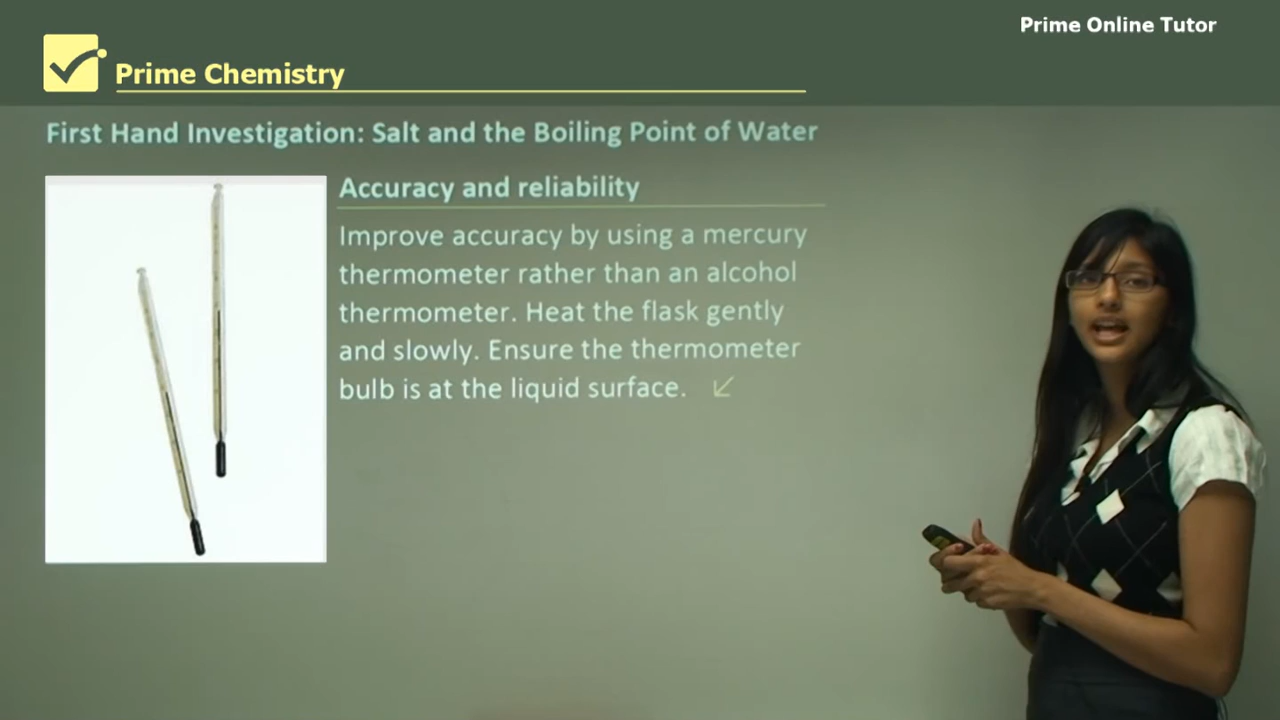 Prime Online Tutor
Prime Chemistry
First Hand Investigation: Salt and the Boiling Point of Water
Accuracy and reliability
Improve accuracy by using a mercury
thermometer rather than an alcohol
thermometer. Heat the flask gently
and slowly. Ensure the thermometer
bulb is at the liquid surface.